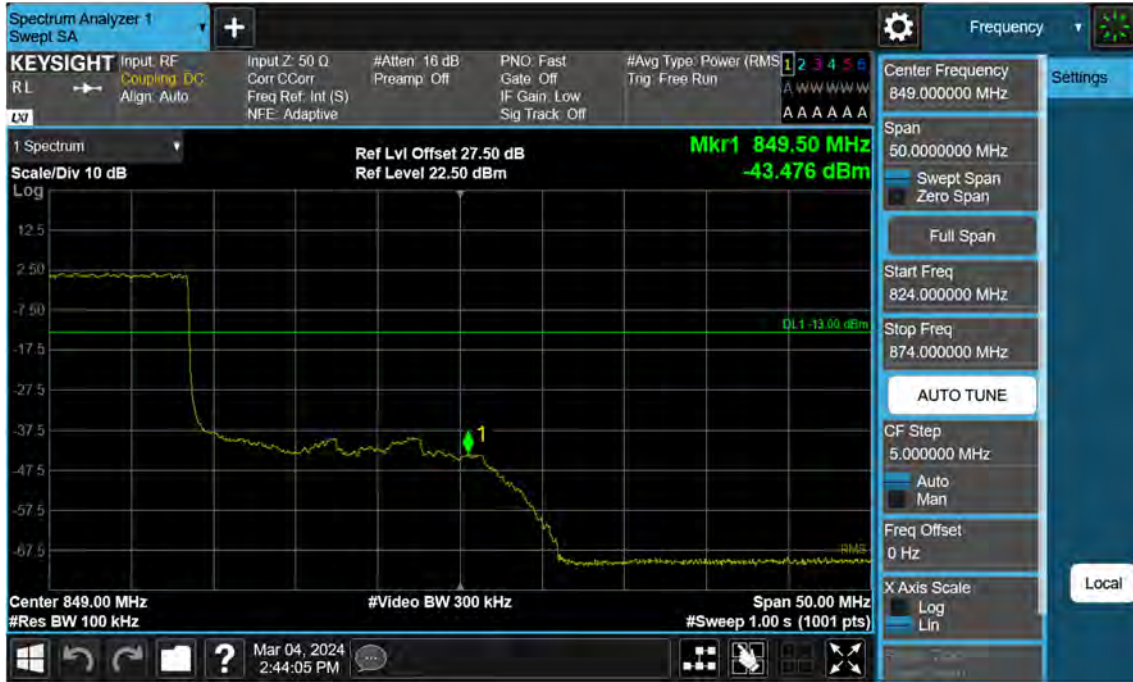 Spectrum Analyzer 1
Swept SA
Frequency
KEYSIGHT
RL
LXI
Input: RF
Coupling: DC
Align: Auto
Input Z: 50 Ω
Corr CCorr
Freq Ref: Int (S)
NFE: Adaptive
#Atten: 16 dB
Preamp: Off
PNO: Fast
Gate: Off
IF Gain: Low
Sig Track: Off
#Avg Type: Power (RMS
Trig: Free Run
1 2 3 4 5 6
A W W W W W
A A A A A A
1 Spectrum
Scale/Div 10 dB
Ref Lvl Offset 27.50 dB
Ref Level 22.50 dBm
Mkr1 849.50 MHz
-43.476 dBm
Log
12.5
2.50
-7.50
-17.5
-27.5
-37.5
-47.5
-57.5
-67.5
DL1 -13.00 dBm
1
RMS
Center 849.00 MHz
#Res BW 100 kHz
#Video BW 300 kHz
Span 50.00 MHz
#Sweep 1.00 s (1001 pts)
Center Frequency
849.000000 MHz
Settings
Span
50.0000000 MHz
Swept Span
Zero Span
Full Span
Start Freq
824.000000 MHz
Stop Freq
874.000000 MHz
AUTO TUNE
CF Step
5.000000 MHz
Auto
Man
Freq Offset
0 Hz
X Axis Scale
Log
Lin
Local
?
Mar 04, 2024
2:44:05 PM